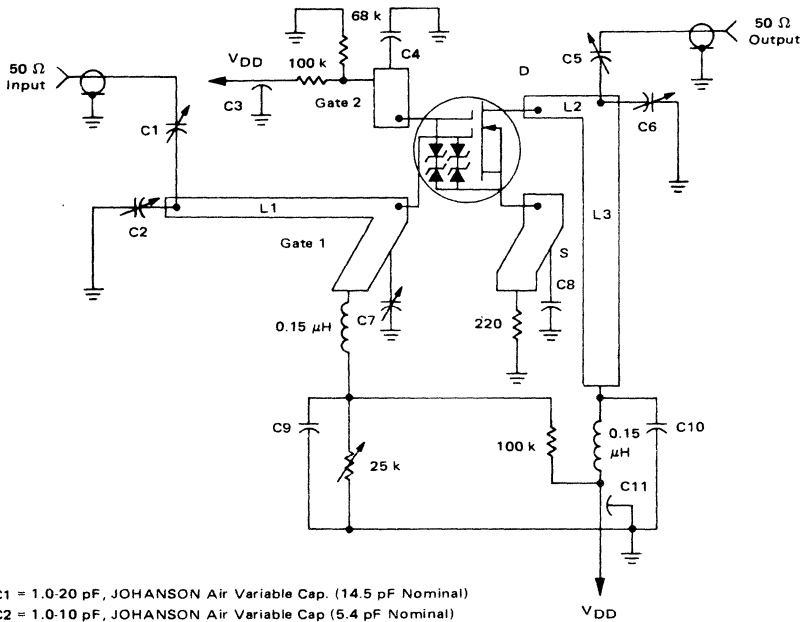 68 k
50 Ω
Input
V_DD
100 k
C4
C3
Gate 2
C1
C2
L1
Gate 1
C7
0.15 μH
C9
25 k
100 k
D
L2
C5
50 Ω
Output
C6
L3
S
C8
220
0.15
μH
C10
C11
V_DD
C1 = 1.0-20 pF, JOHANSON Air Variable Cap. (14.5 pF Nominal)
C2 = 1.0-10 pF, JOHANSON Air Variable Cap (5.4 pF Nominal)